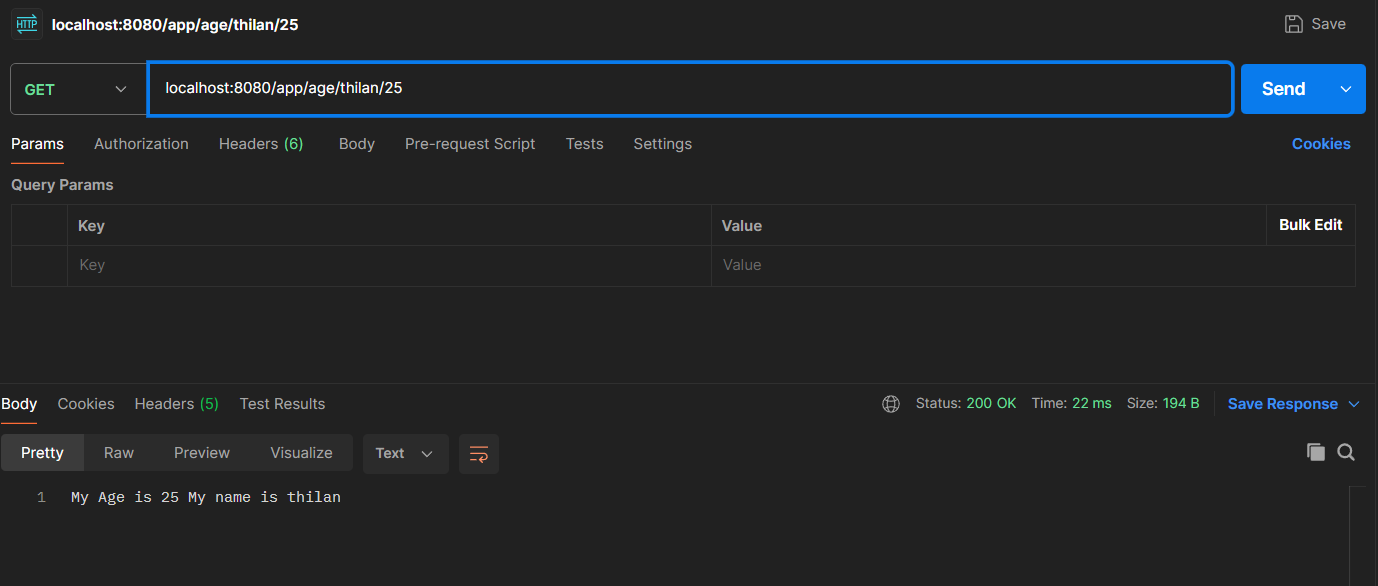 HTTP localhost:8080/app/age/thilan/25 Save
GET localhost:8080/app/age/thilan/25 Send
Params Authorization Headers (6) Body Pre-request Script Tests Settings Cookies
Query Params
Key Value Bulk Edit
Key Value
Body Cookies Headers (5) Test Results Status: 200 OK Time: 22 ms Size: 194 B Save Response
Pretty Raw Preview Visualize Text
1 My Age is 25 My name is thilan